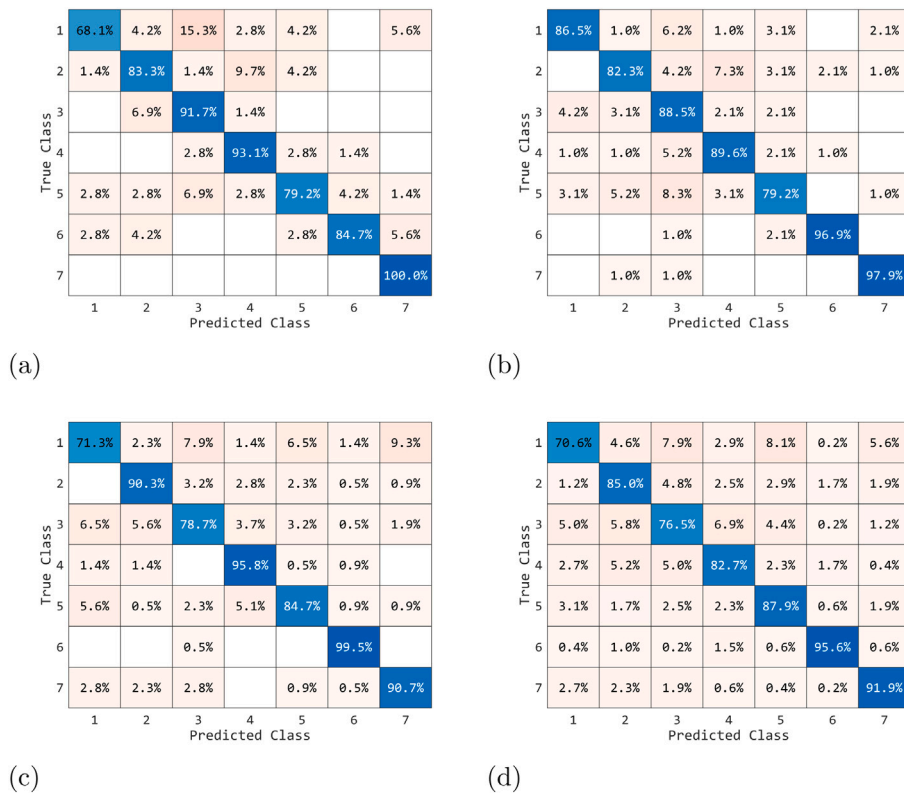 1 68.1% 4.2% 15.3% 2.8% 4.2% 5.6%
2 1.4% 83.3% 1.4% 9.7% 4.2%
3 6.9% 91.7% 1.4%
4 2.8% 93.1% 2.8% 1.4%
5 2.8% 2.8% 6.9% 2.8% 79.2% 4.2% 1.4%
6 2.8% 4.2% 2.8% 84.7% 5.6%
7 100.0%
1 2 3 4 5 6 7
Predicted Class
True Class
(a)
1 86.5% 1.0% 6.2% 1.0% 3.1% 2.1%
2 82.3% 4.2% 7.3% 3.1% 2.1% 1.0%
3 4.2% 3.1% 88.5% 2.1% 2.1%
4 1.0% 1.0% 5.2% 89.6% 2.1% 1.0%
5 3.1% 5.2% 8.3% 3.1% 79.2% 1.0%
6 1.0% 2.1% 96.9%
7 1.0% 1.0% 97.9%
1 2 3 4 5 6 7
Predicted Class
True Class
(b)
1 71.3% 2.3% 7.9% 1.4% 6.5% 1.4% 9.3%
2 90.3% 3.2% 2.8% 2.3% 0.5% 0.9%
3 6.5% 5.6% 78.7% 3.7% 3.2% 0.5% 1.9%
4 1.4% 1.4% 95.8% 0.5% 0.9%
5 5.6% 0.5% 2.3% 5.1% 84.7% 0.9% 0.9%
6 0.5% 99.5%
7 2.8% 2.3% 2.8% 0.9% 0.5% 90.7%
1 2 3 4 5 6 7
Predicted Class
True Class
(c)
1 70.6% 4.6% 7.9% 2.9% 8.1% 0.2% 5.6%
2 1.2% 85.0% 4.8% 2.5% 2.9% 1.7% 1.9%
3 5.0% 5.8% 76.5% 6.9% 4.4% 0.2% 1.2%
4 2.7% 5.2% 5.0% 82.7% 2.3% 1.7% 0.4%
5 3.1% 1.7% 2.5% 2.3% 87.9% 0.6% 1.9%
6 0.4% 1.0% 0.2% 1.5% 0.6% 95.6% 0.6%
7 2.7% 2.3% 1.9% 0.6% 0.4% 0.2% 91.9%
1 2 3 4 5 6 7
Predicted Class
True Class
(d)